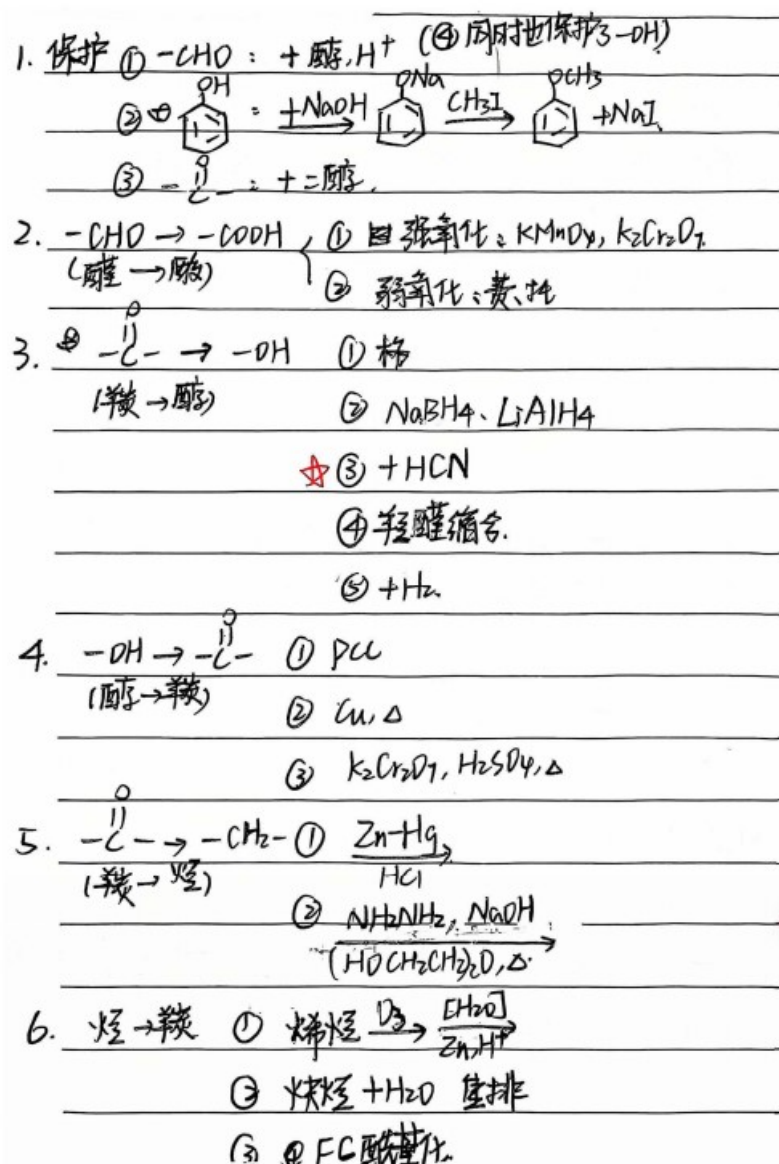 1. 保护 ① -CHO: +醇,H⁺ (④同时也保护了-OH)
② OH : +NaOH → ONa CH3I → OCH3 +NaI
③ -C(=O)- : +二醇.
2. -CHO → -COOH ① 强氧化: KMnO4, K2Cr2O7.
(醛→酸) ② 弱氧化: 费、托
3. -C(=O)- → -OH ① 格
(羰→醇) ② NaBH4、LiAlH4
③ +HCN
④ 羟醛缩合.
⑤ +H2.
4. -OH → -C(=O)- ① PCC
(醇→羰) ② Cu, △
③ K2Cr2O7, H2SO4, △
5. -C(=O)- → -CH2- ① Zn-Hg HCl
(羰→烃) ② NH2NH2, NaOH (HOCH2CH2)2O, △
6. 烃→羰 ① 烯烃 O3 → [H2O] Zn,H⁺
② 炔烃 +H2O 重排
③ FC酰基化